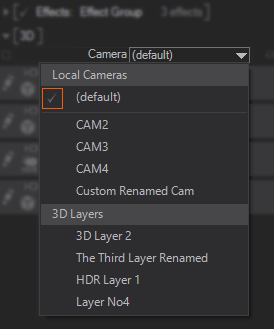 Effects: Effect Group 3 effects
[3D]
Camera (default)
Local Cameras
(default)
CAM2
CAM3
CAM4
Custom Renamed Cam
3D Layers
3D Layer 2
The Third Layer Renamed
HDR Layer 1
Layer No4